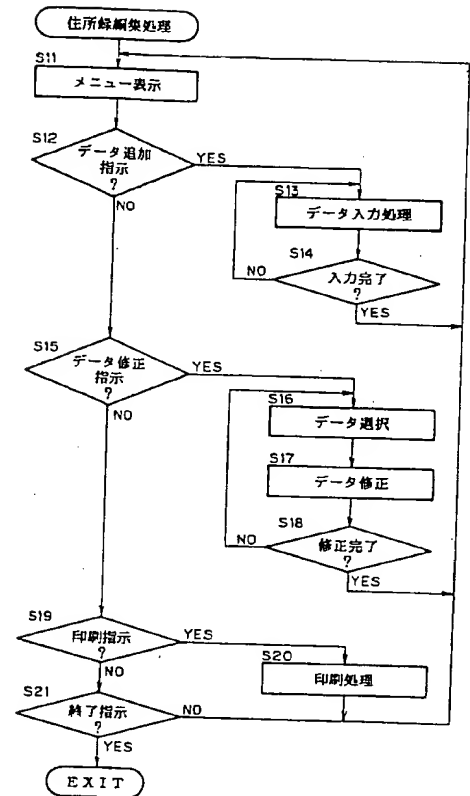 住所録編集処理
S11
メニュー表示
S12
データ追加
指示
?
YES
NO
S13
データ入力処理
S14
入力完了
?
NO
YES
S15
データ修正
指示
?
YES
NO
S16
データ選択
S17
データ修正
S18
修正完了
?
NO
YES
S19
印刷指示
?
YES
NO
S20
印刷処理
S21
終了指示
?
NO
YES
EXIT